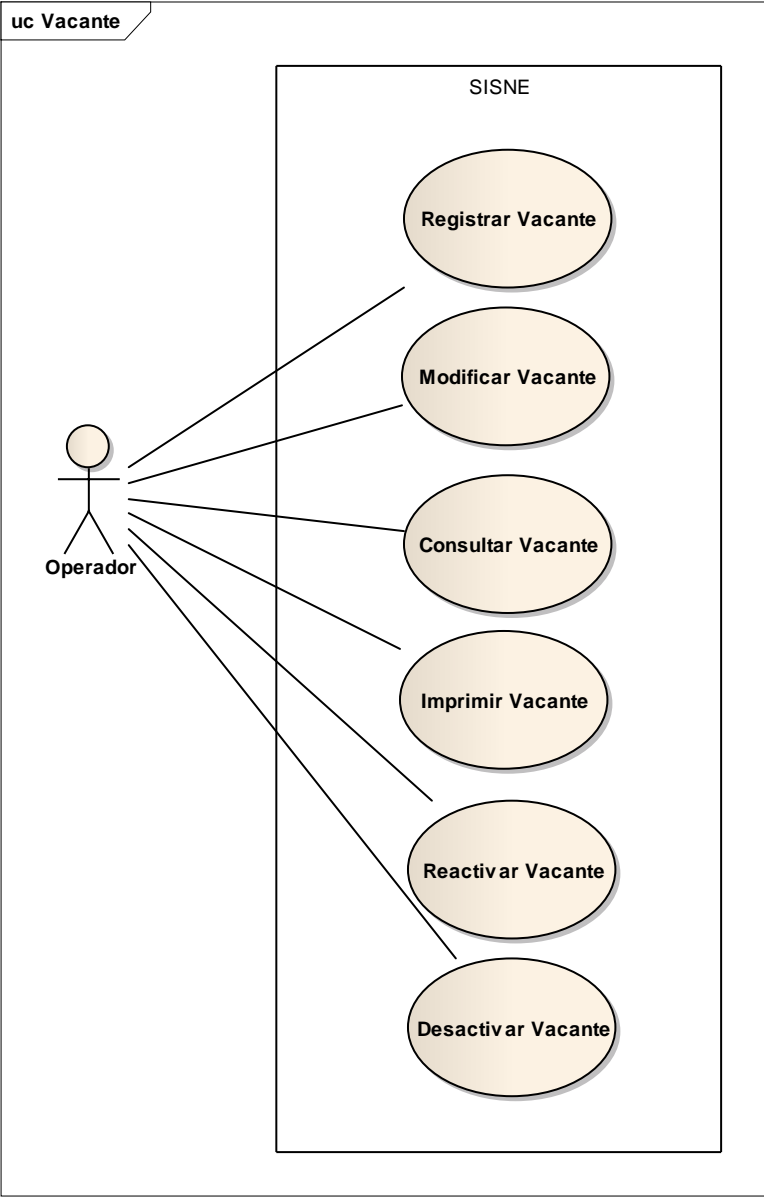 uc Vacante
SISNE
Registrar Vacante
Modificar Vacante
Consultar Vacante
Operador
Imprimir Vacante
Reactivar Vacante
Desactivar Vacante